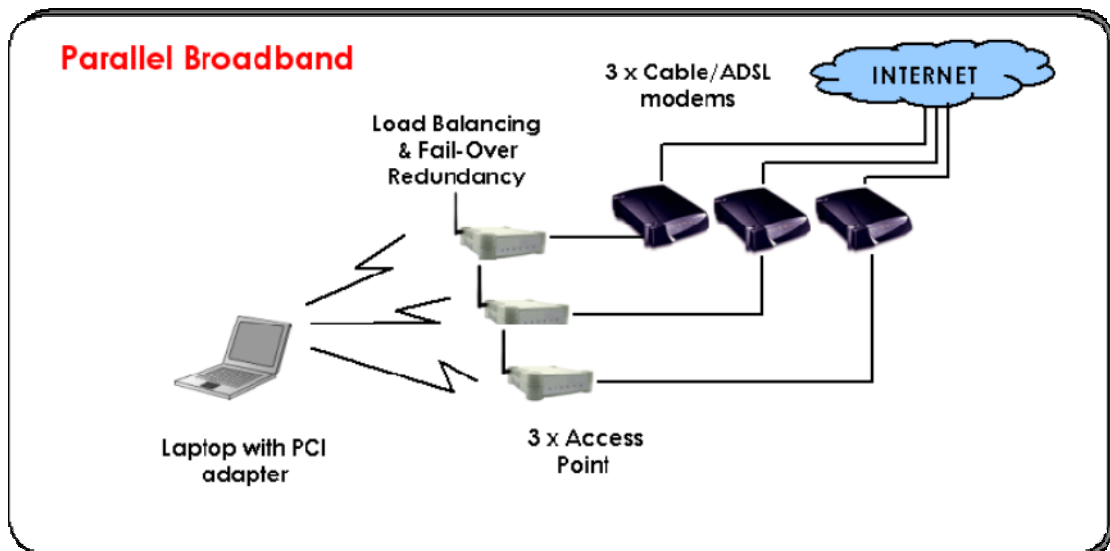 Parallel Broadband
3 x Cable/ADSL
modems
INTERNET
Load Balancing
& Fail-Over
Redundancy
Laptop with PCI
adapter
3 x Access
Point